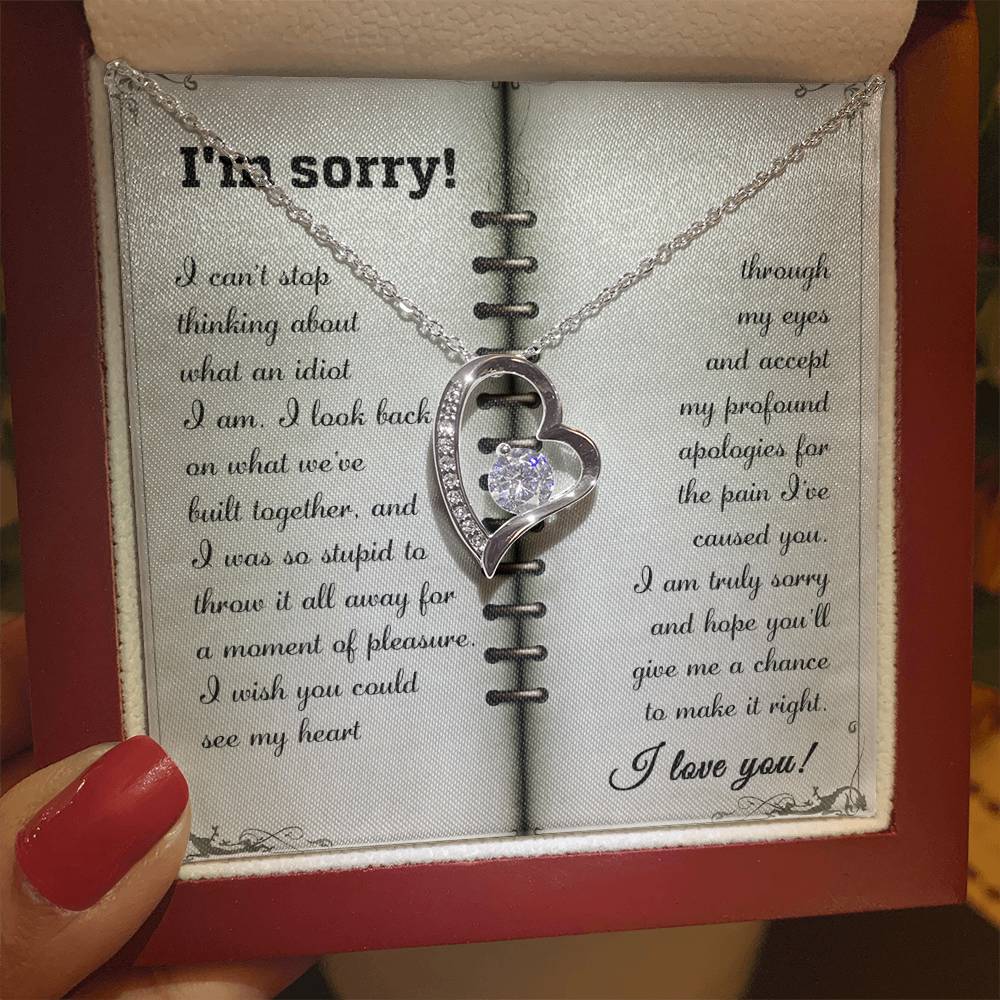 I'm sorry!
I can't stop
thinking about
what an idiot
I am. I look back
on what we've
built together, and
I was so stupid to
throw it all away for
a moment of pleasure.
I wish you could
see my heart
through
my eyes
and accept
my profound
apologies for
the pain I've
caused you.
I am truly sorry
and hope you'll
give me a chance
to make it right.
I love you!